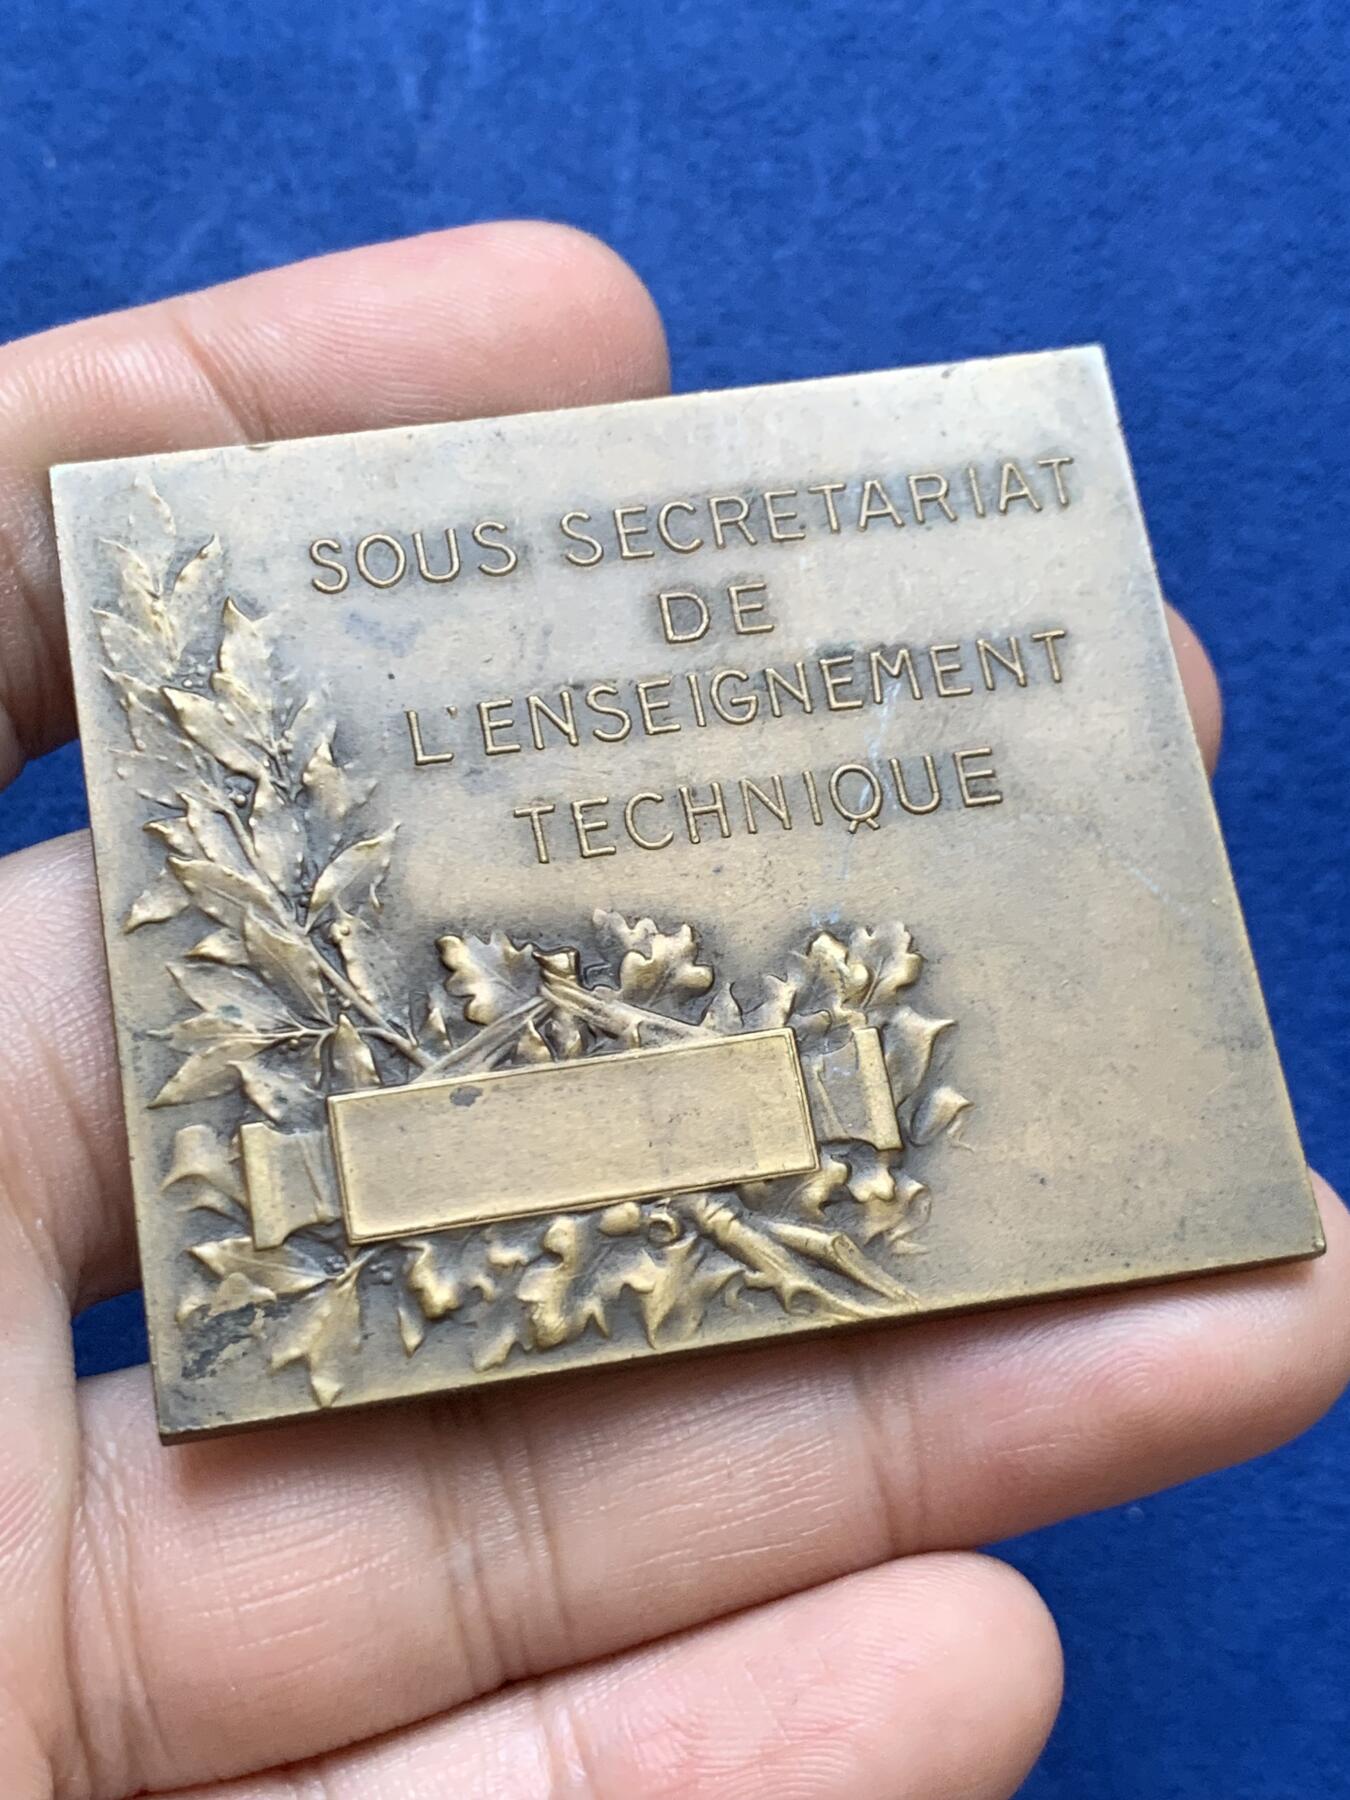 SOUS SECRETARIAT
DE
L'ENSEIGNEMENT
TECHNIQUE